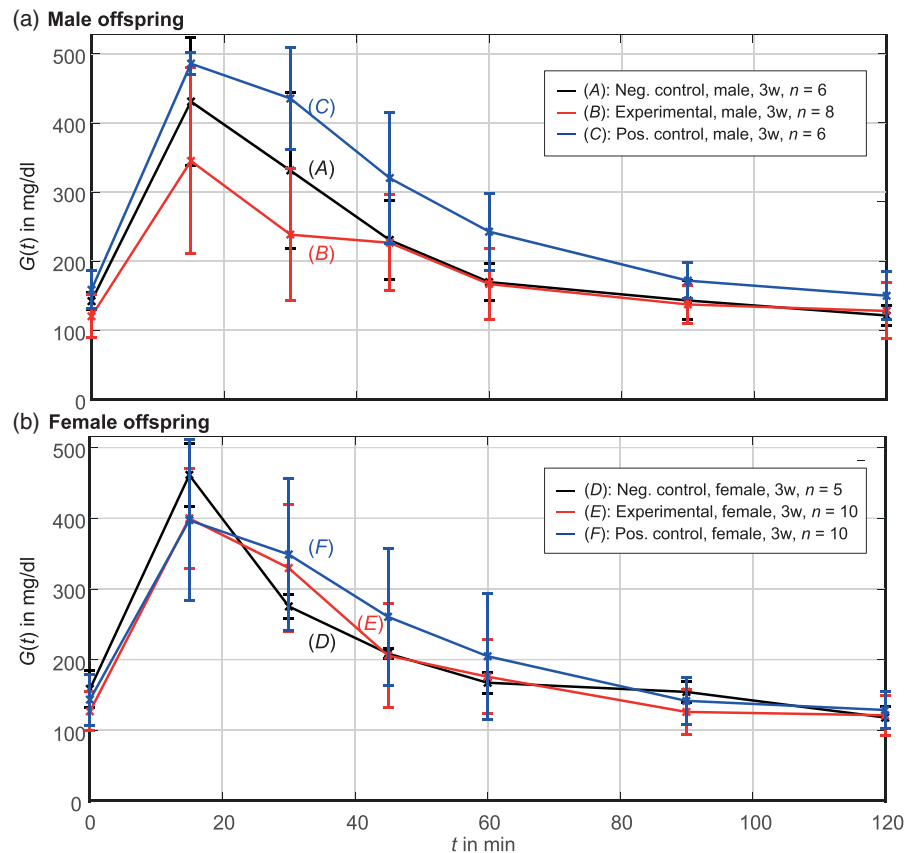 (a) Male offspring
500
400
300
200
100
0
G(t) in mg/dl
(A): Neg. control, male, 3w, n = 6
(B): Experimental, male, 3w, n = 8
(C): Pos. control, male, 3w, n = 6
(C)
(A)
(B)
(b) Female offspring
500
400
300
200
100
0
G(t) in mg/dl
(D): Neg. control, female, 3w, n = 5
(E): Experimental, female, 3w, n = 10
(F): Pos. control, female, 3w, n = 10
(F)
(E)
(D)
0 20 40 60 80 100 120
t in min